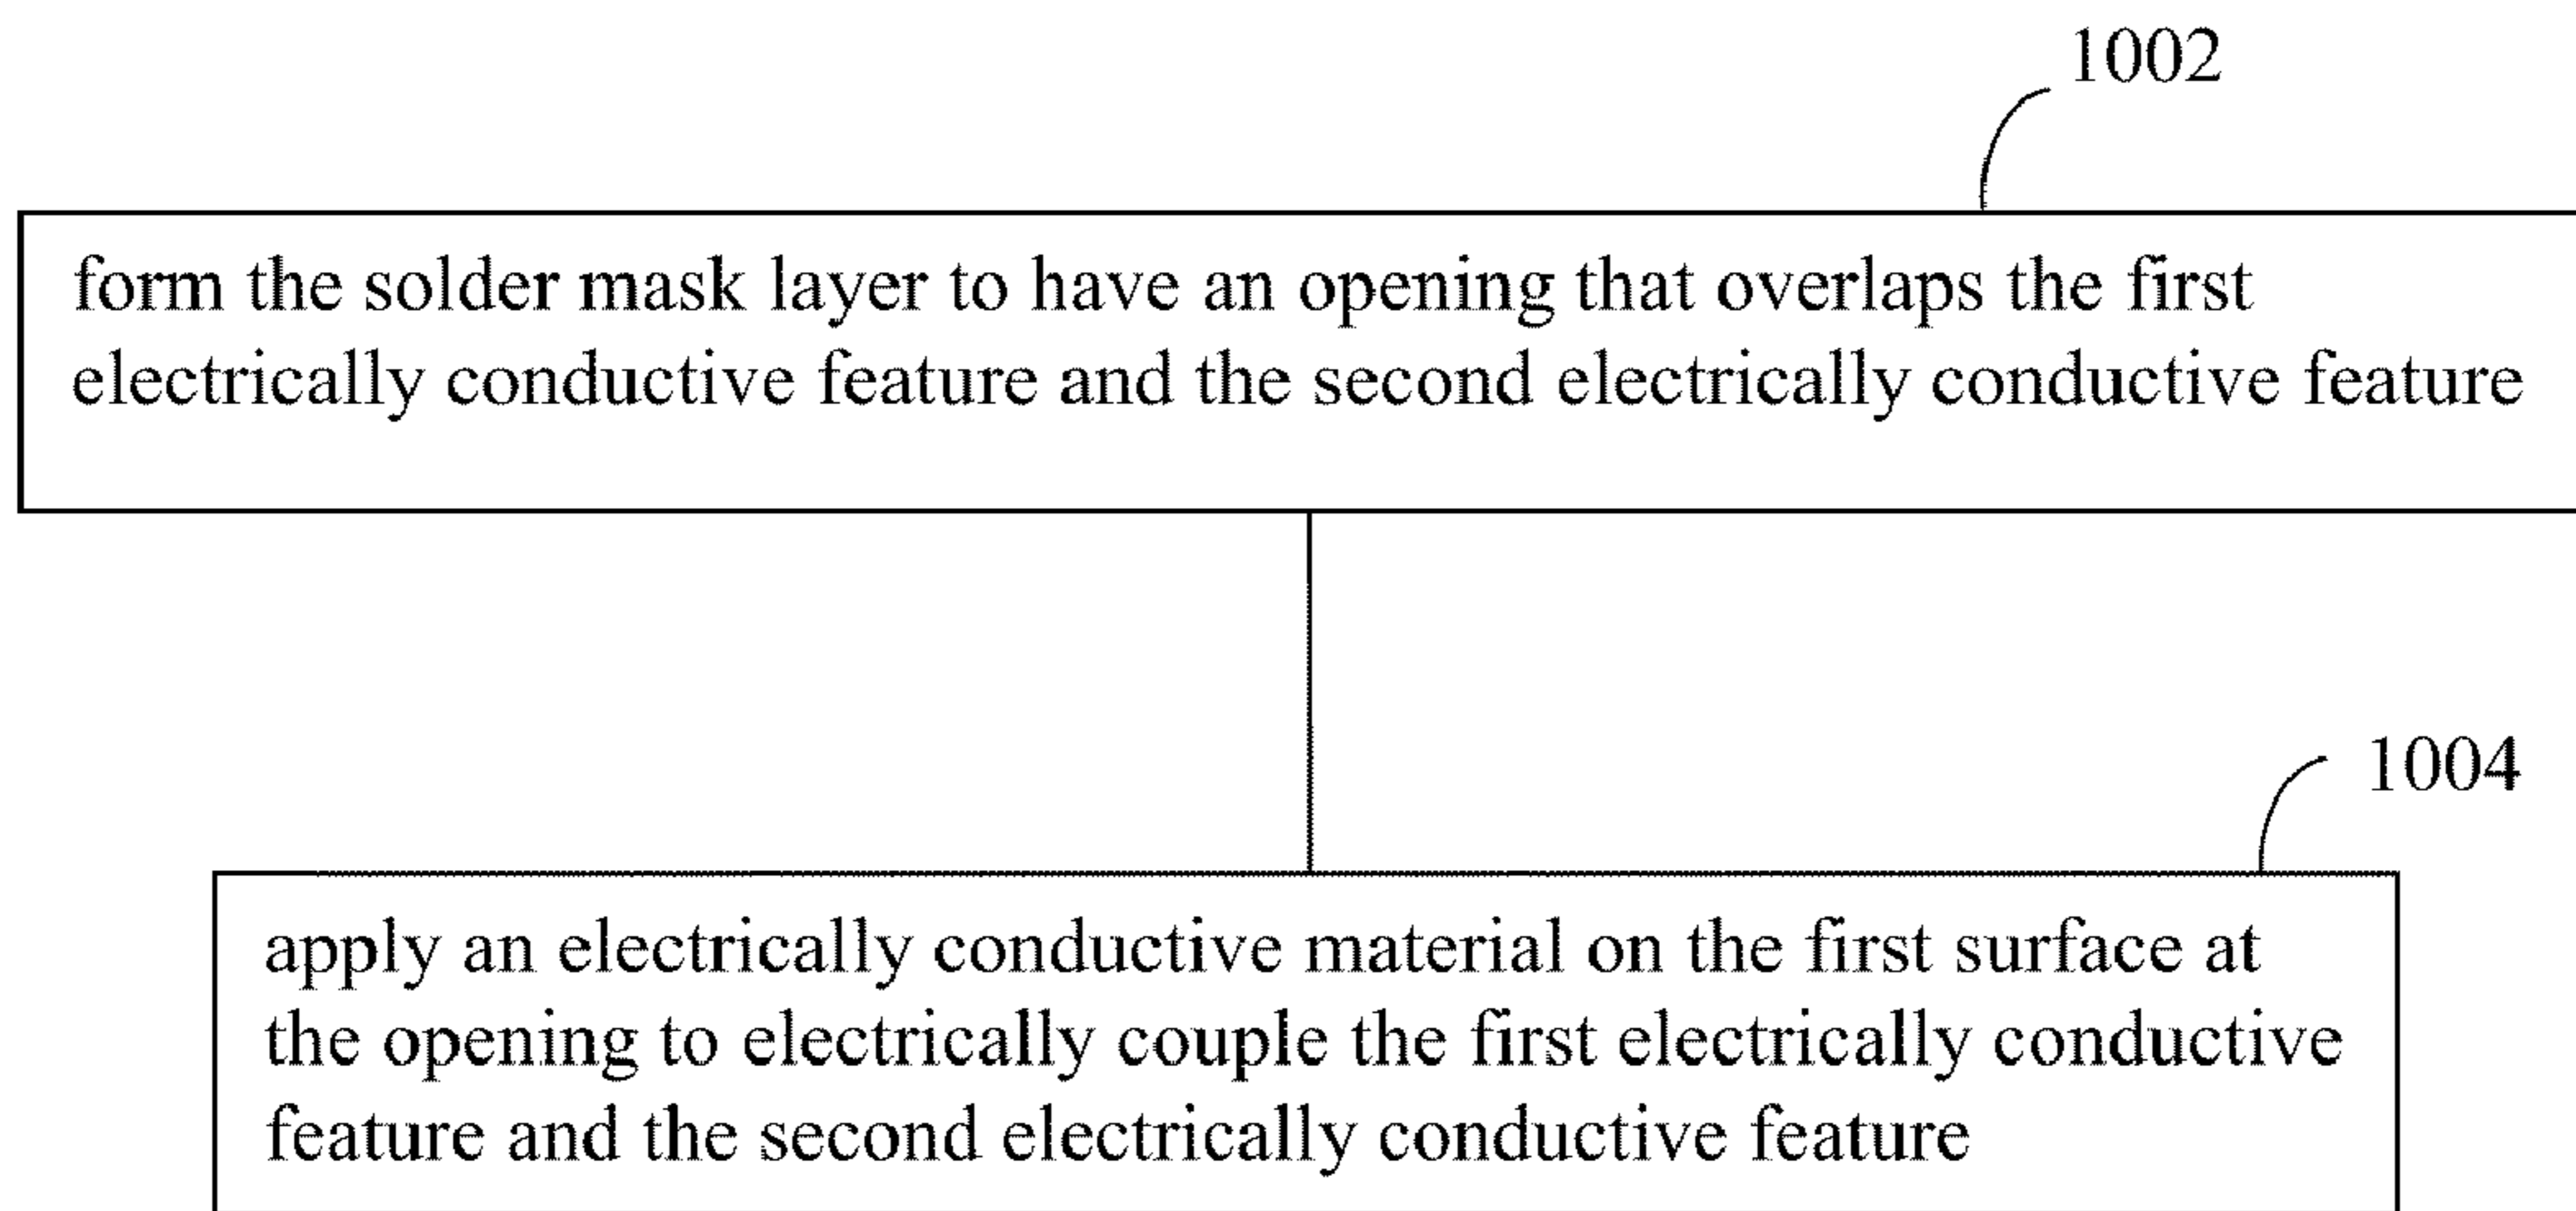 1002
form the solder mask layer to have an opening that overlaps the first
electrically conductive feature and the second electrically conductive feature
1004
apply an electrically conductive material on the first surface at
the opening to electrically couple the first electrically conductive
feature and the second electrically conductive feature